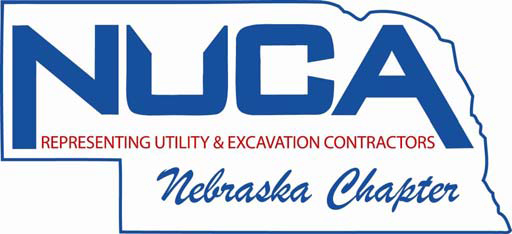 NUCA
REPRESENTING UTILITY & EXCAVATION CONTRACTORS
Nebraska Chapter